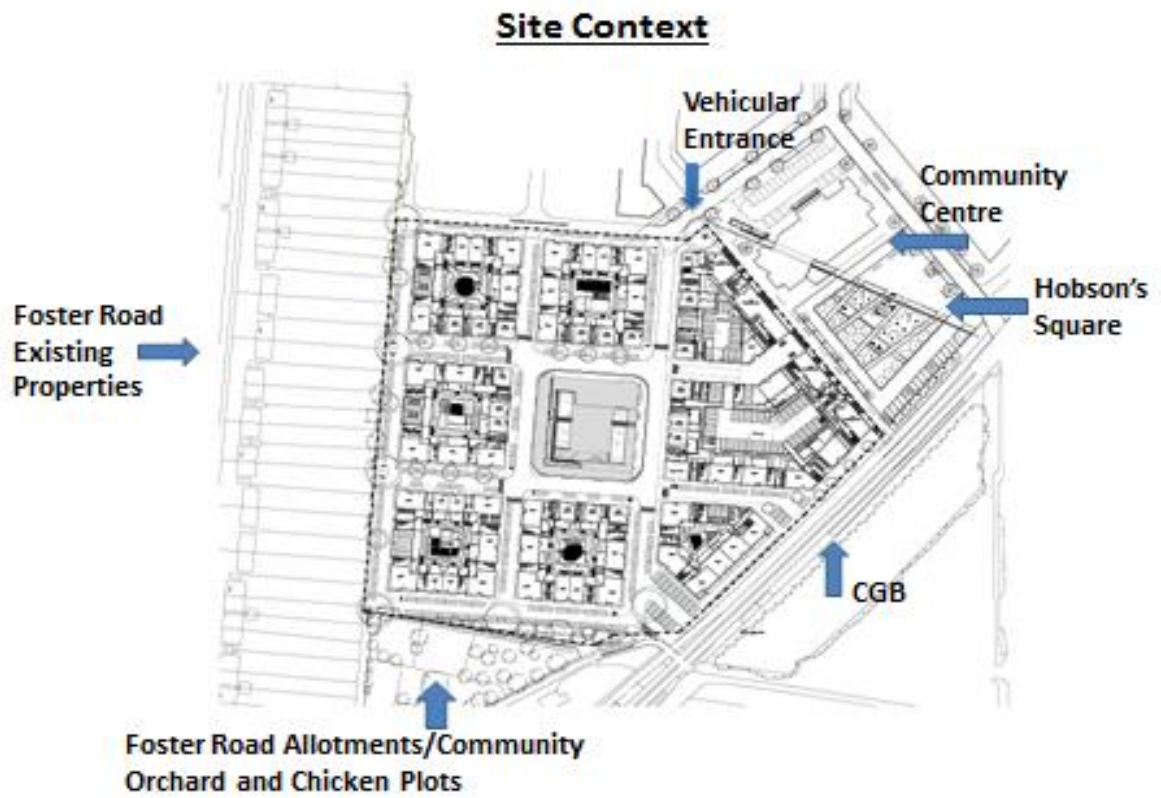 Site Context
Vehicular
Entrance
Community
Centre
Hobson's
Square
Foster Road
Existing
Properties
CGB
Foster Road Allotments/Community
Orchard and Chicken Plots